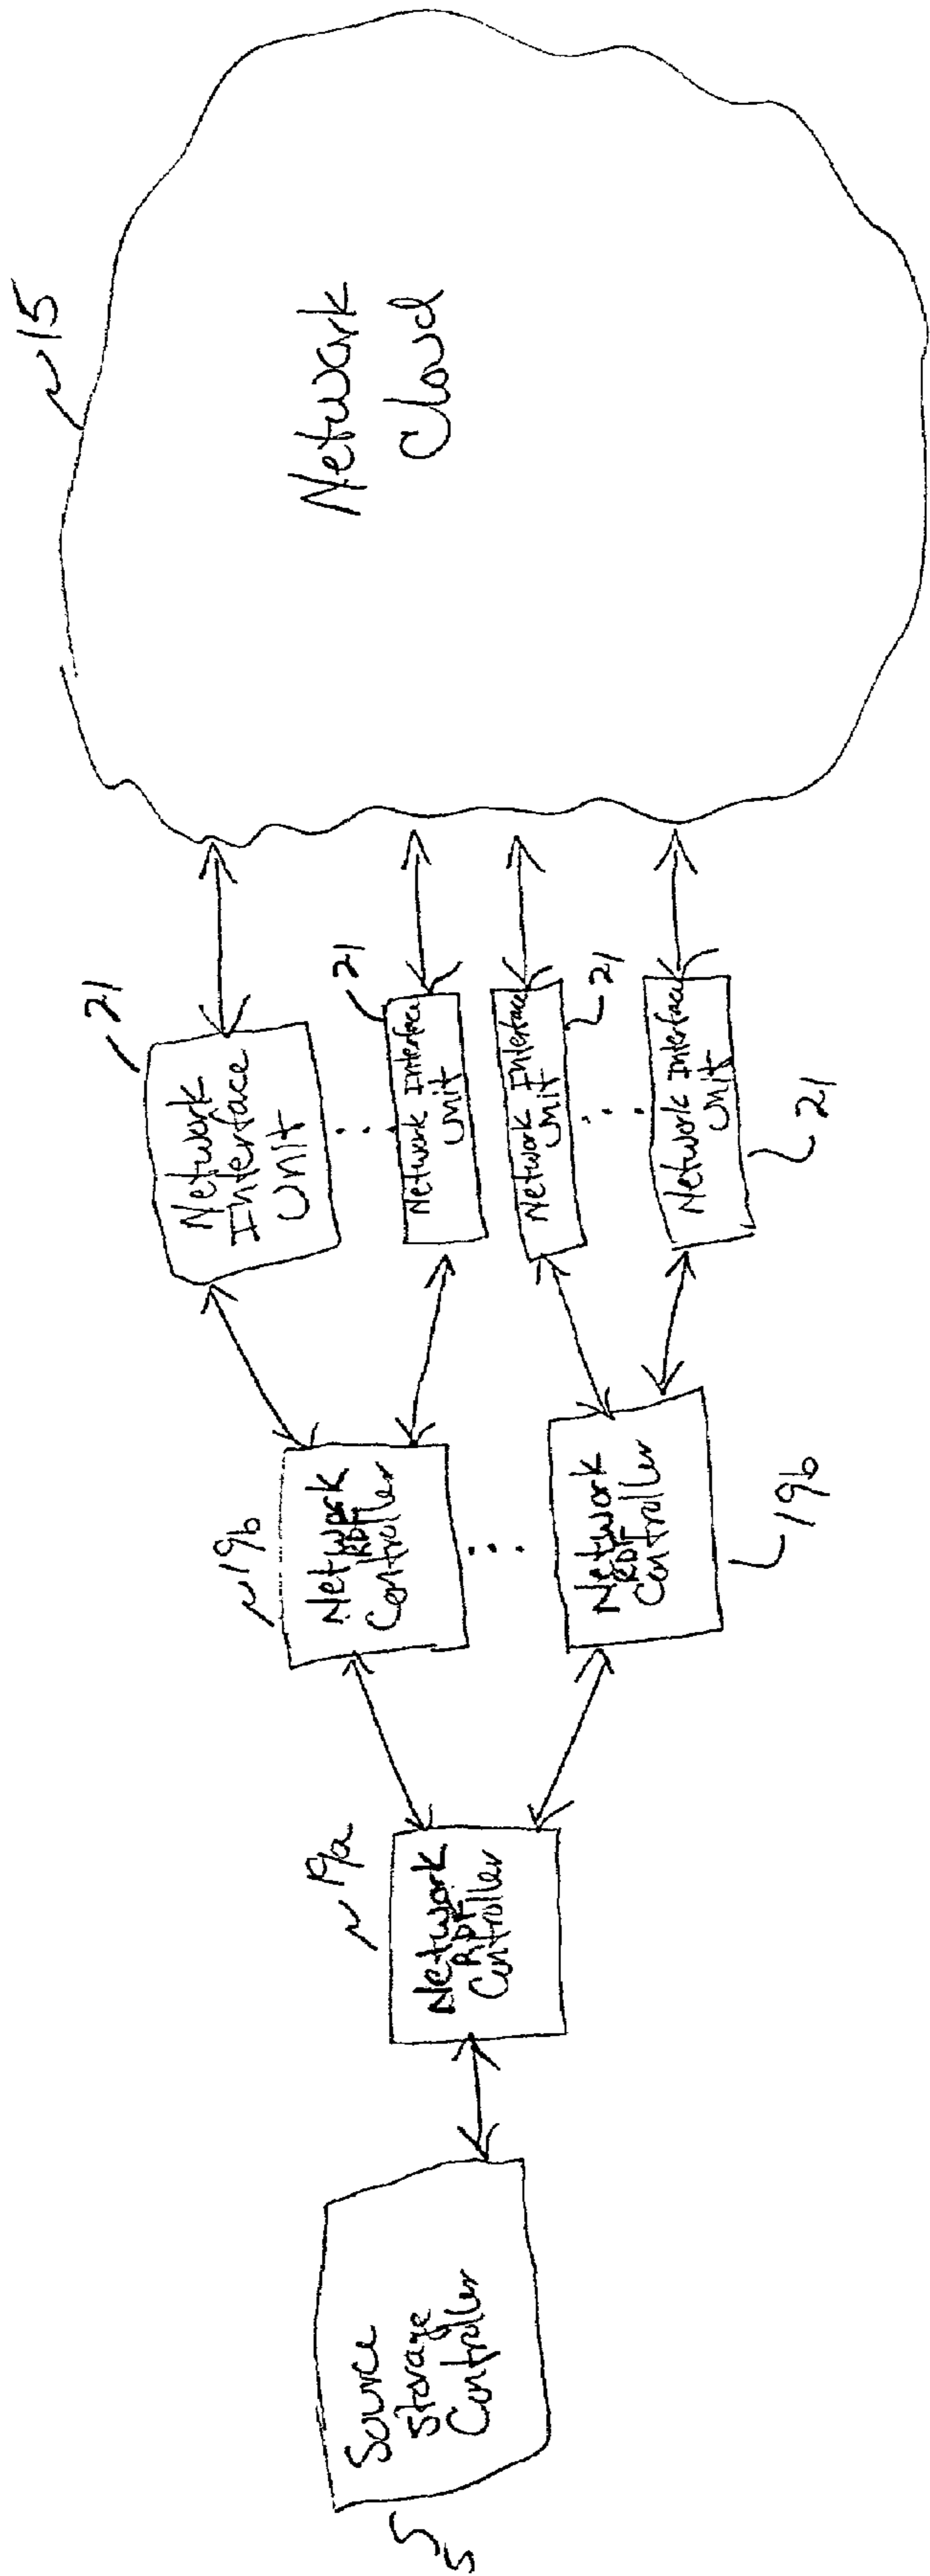 Source
Storage
Controller
5
Network
RDF
Controller
19a
Network
RDF
Controller
19b
Network
RDF
Controller
19b
Network
Interface
Unit
21
Network Interface
Unit
21
Network Interface
Unit
21
Network Interface
Unit
21
Network
Cloud
15